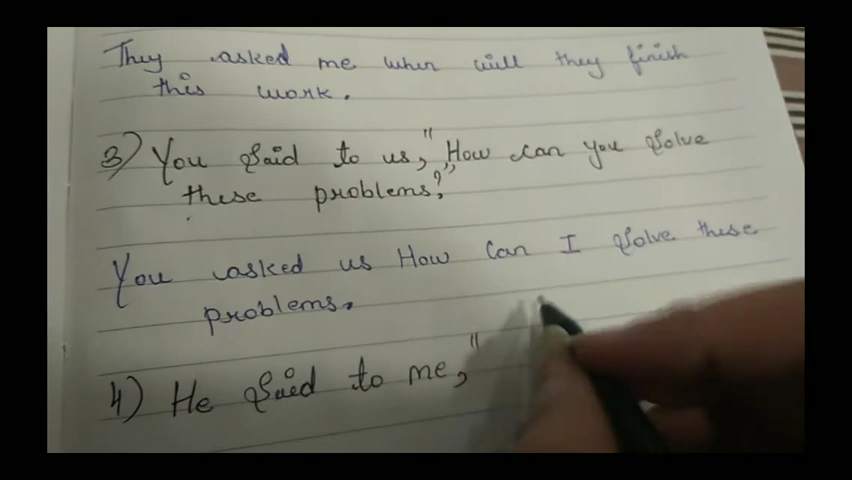 They asked me when will they finish
this work.
3) You said to us, "How can you solve
these problems?"
You asked us How can I solve these
problems.
4) He said to me, "